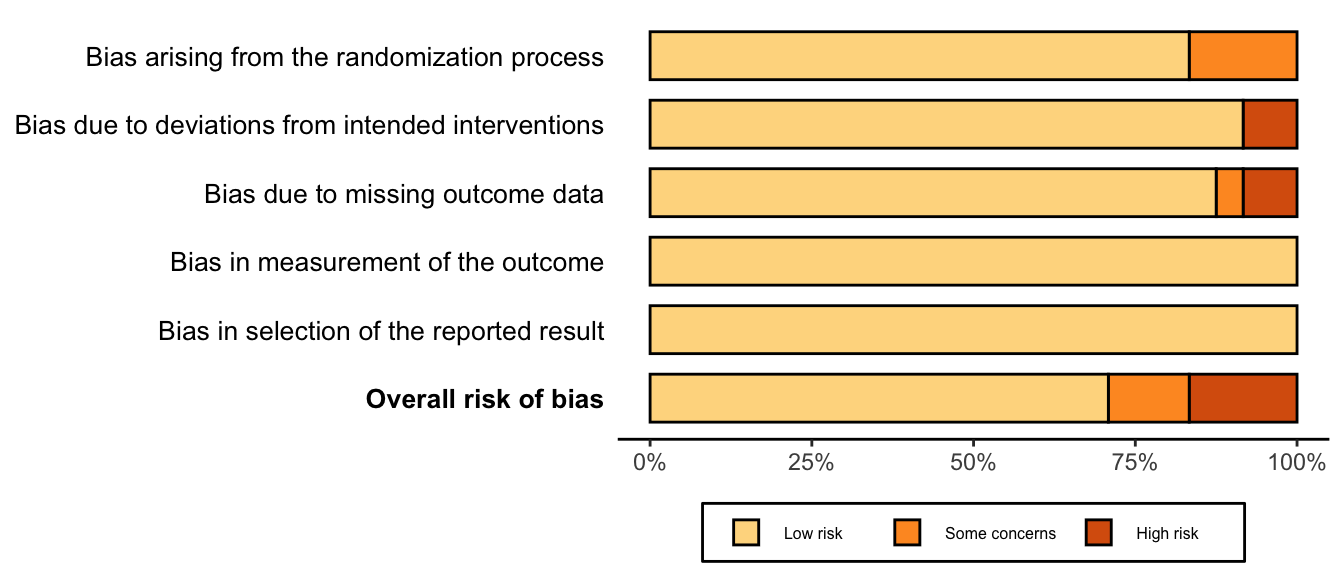 Bias arising from the randomization process
Bias due to deviations from intended interventions
Bias due to missing outcome data
Bias in measurement of the outcome
Bias in selection of the reported result
Overall risk of bias
0% 25% 50% 75% 100%
Low risk Some concerns High risk